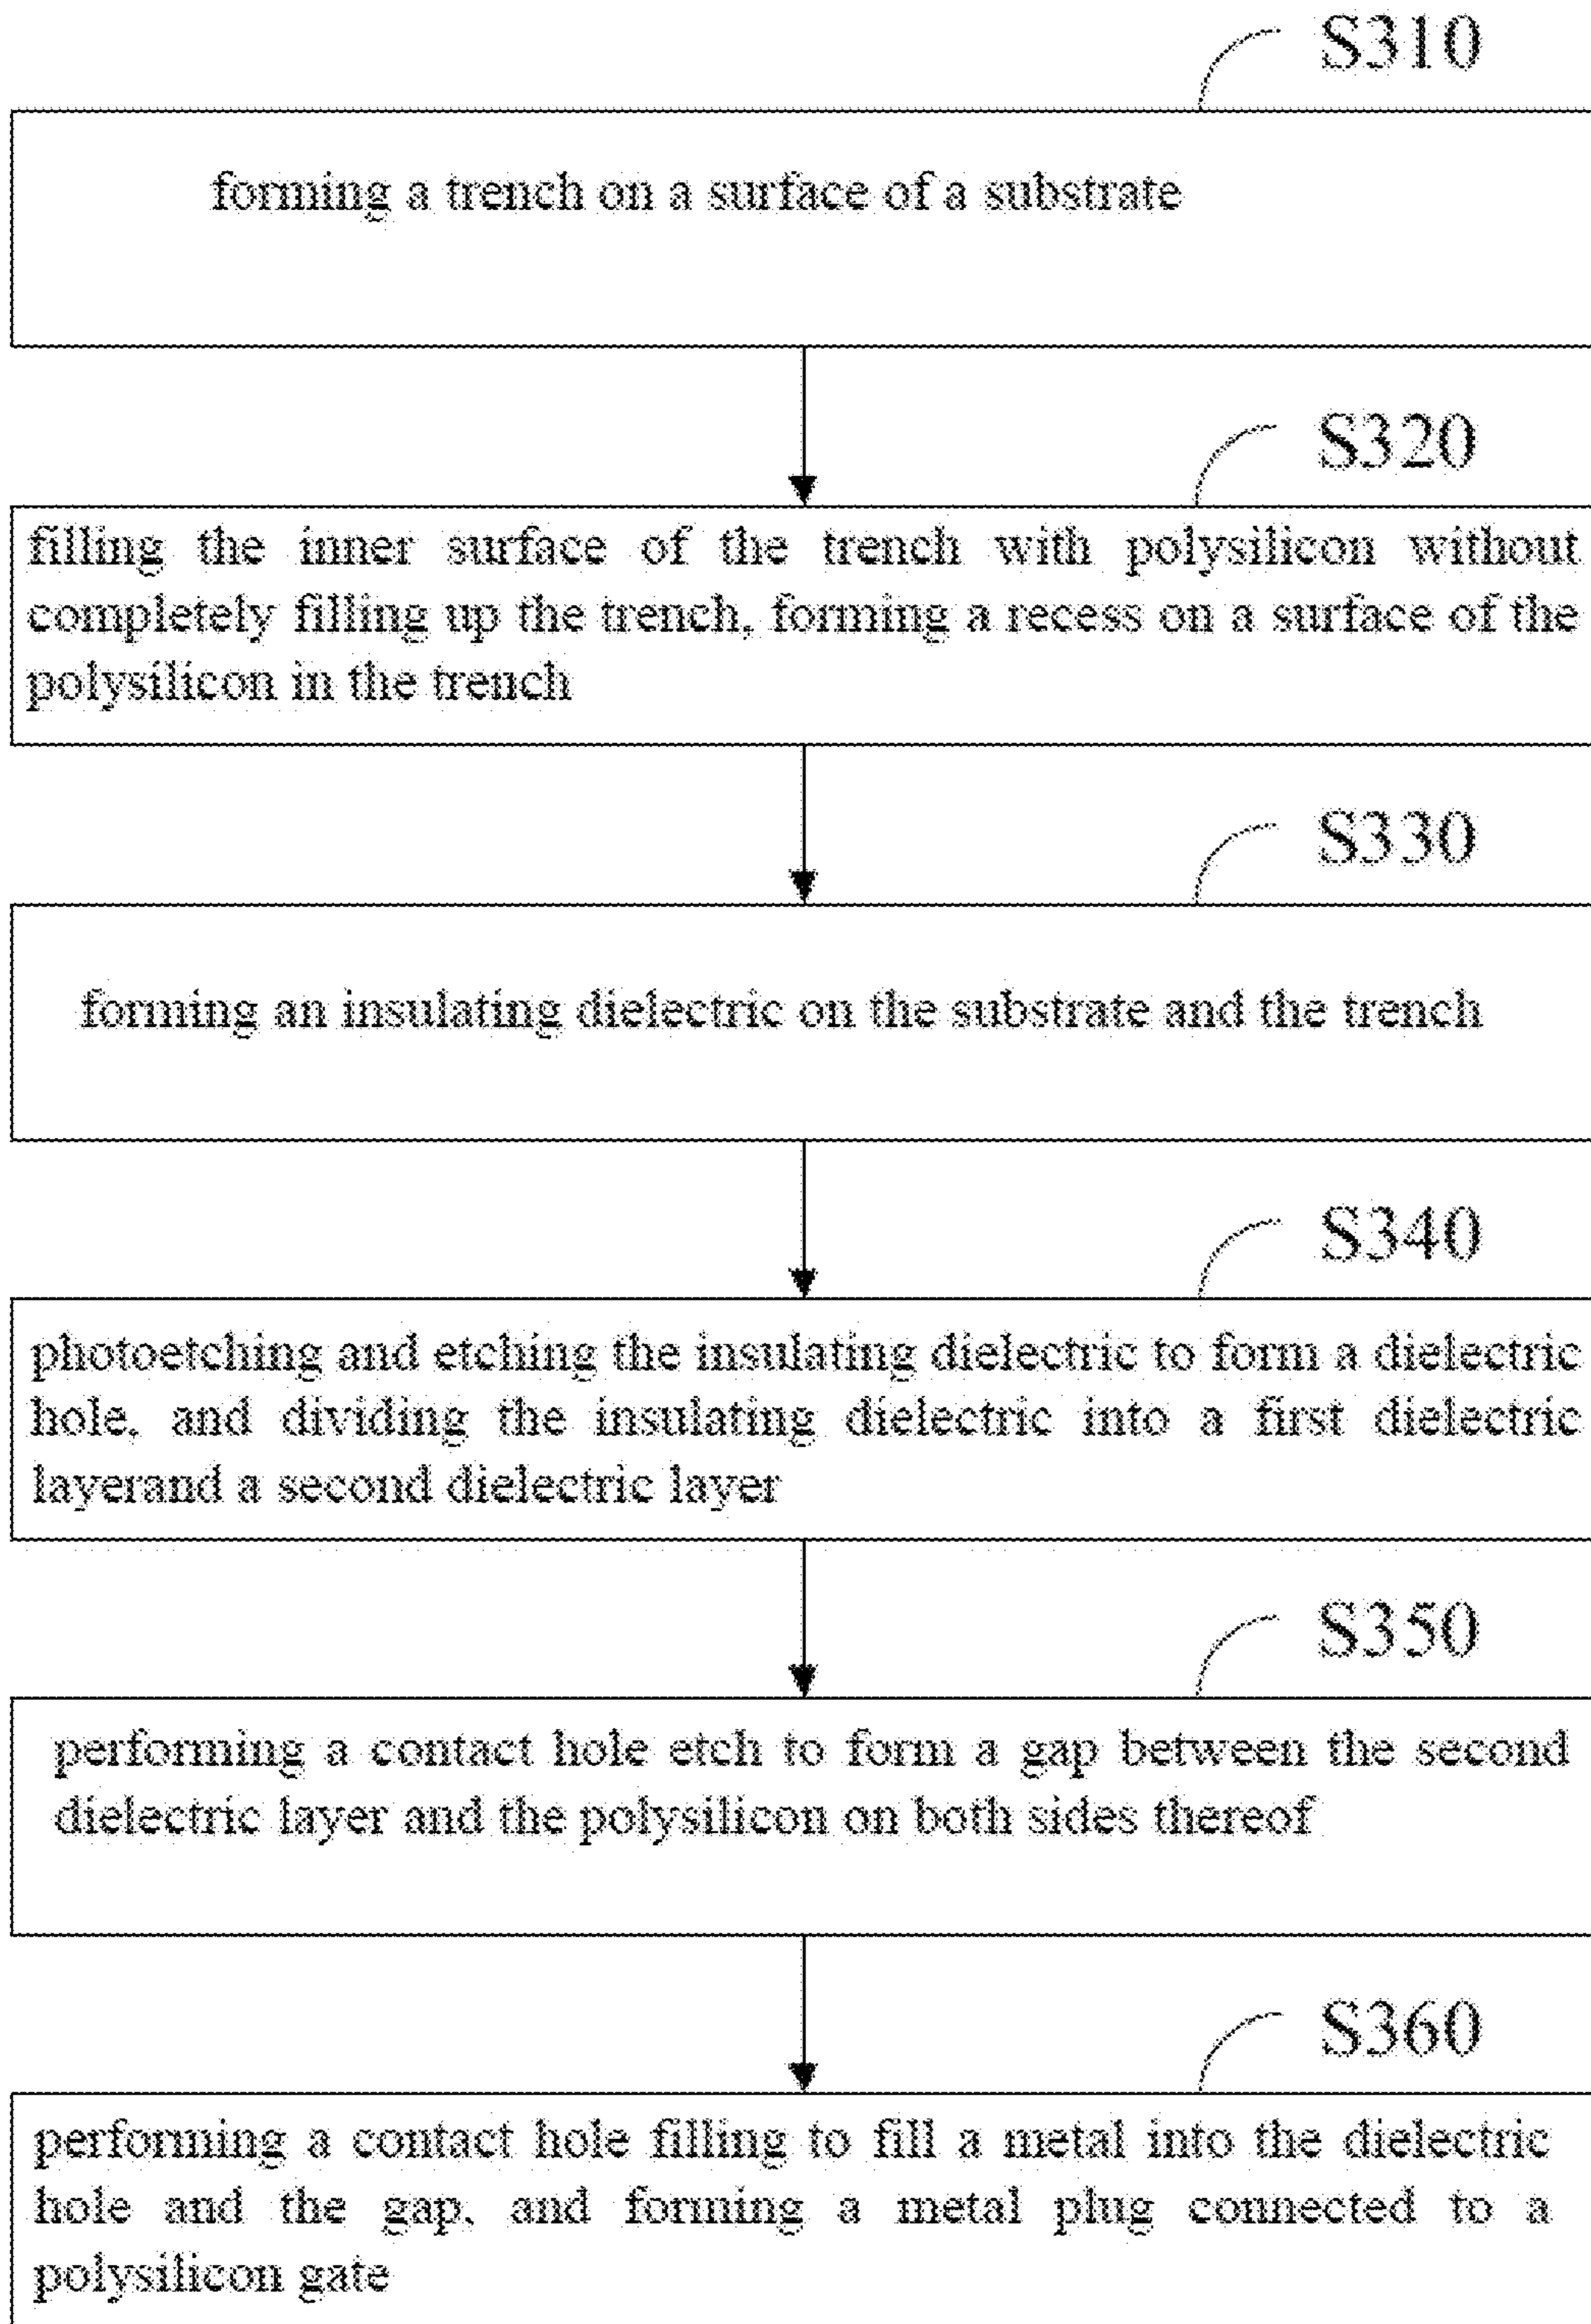 S310
forming a trench on a surface of a substrate
S320
filling the inner surface of the trench with polysilicon without
completely filling up the trench, forming a recess on a surface of the
polysilicon in the trench
S330
forming an insulating dielectric on the substrate and the trench
S340
photoetching and etching the insulating dielectric to form a dielectric
hole, and dividing the insulating dielectric into a first dielectric
layerand a second dielectric layer
S350
performing a contact hole etch to form a gap between the second
dielectric layer and the polysilicon on both sides thereof
S360
performing a contact hole filling to fill a metal into the dielectric
hole and the gap, and forming a metal plug connected to a
polysilicon gate